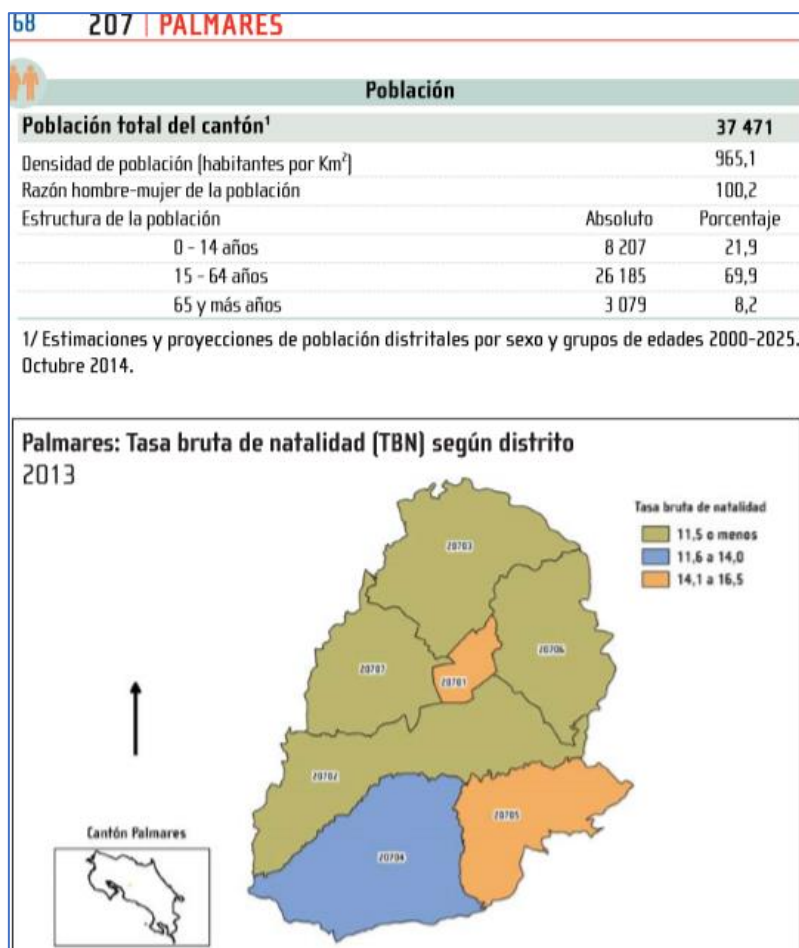 68 207 | PALMARES
Población
Población total del cantón¹ 37 471
Densidad de población (habitantes por Km²) 965,1
Razón hombre-mujer de la población 100,2
Estructura de la población Absoluto Porcentaje
0 - 14 años 8 207 21,9
15 - 64 años 26 185 69,9
65 y más años 3 079 8,2
1/ Estimaciones y proyecciones de población distritales por sexo y grupos de edades 2000-2025.
Octubre 2014.
Palmares: Tasa bruta de natalidad (TBN) según distrito
2013
Tasa bruta de natalidad
11,5 o menos
11,6 a 14,0
14,1 a 16,5
20703
20706
20707
20701
20702
20705
20704
Cantón Palmares